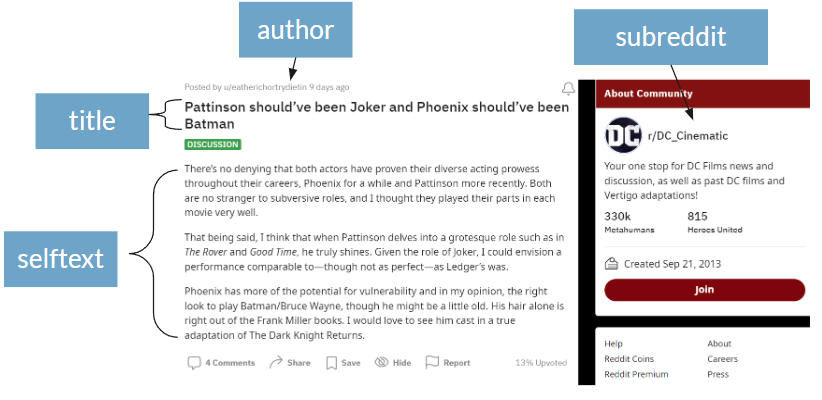 author
subreddit
title
selftext
Posted by u/eatherichortrydietin 9 days ago
Pattinson should've been Joker and Phoenix should've been
Batman
DISCUSSION
There's no denying that both actors have proven their diverse acting prowess
throughout their careers, Phoenix for a while and Pattinson more recently. Both
are no stranger to subversive roles, and I thought they played their parts in each
movie very well.
That being said, I think that when Pattinson delves into a grotesque role such as in
The Rover and Good Time, he truly shines. Given the role of Joker, I could envision a
performance comparable to—though not as perfect—as Ledger's was.
Phoenix has more of the potential for vulnerability and in my opinion, the right
look to play Batman/Bruce Wayne, though he might be a little old. His hair alone is
right out of the Frank Miller books. I would love to see him cast in a true
adaptation of The Dark Knight Returns.
4 Comments Share Save Hide Report 13% Upvoted
About Community
DC r/DC_Cinematic
Your one stop for DC Films news and
discussion, as well as past DC films and
Vertigo adaptations!
330k 815
Metahumans Heroes United
Created Sep 21, 2013
Join
Help About
Reddit Coins Careers
Reddit Premium Press